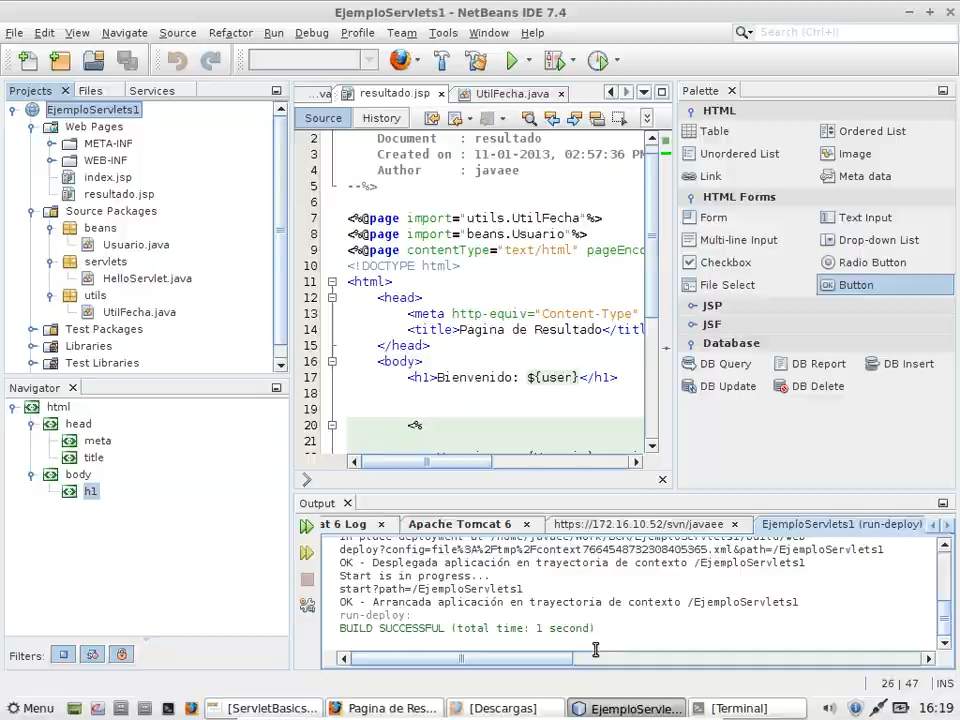 EjemploServlets1 - NetBeans IDE 7.4
File Edit View Navigate Source Refactor Run Debug Profile Team Tools Window Help
Search (Ctrl+I)
Projects Files Services
EjemploServlets1
Web Pages
META-INF
WEB-INF
index.jsp
resultado.jsp
Source Packages
beans
Usuario.java
servlets
HelloServlet.java
utils
UtilFecha.java
Test Packages
Libraries
Test Libraries
Navigator
html
head
meta
title
body
h1
Filters:
...va resultado.jsp UtilFecha.java
Source History
2 Document : resultado
3 Created on : 11-01-2013, 02:57:36 PM
4 Author : javaee
5 --%>
6
7 <%@page import="utils.UtilFecha"%>
8 <%@page import="beans.Usuario"%>
9 <%@page contentType="text/html" pageEnco
10 <!DOCTYPE html>
11 <html>
12 <head>
13 <meta http-equiv="Content-Type"
14 <title>Pagina de Resultado</titl
15 </head>
16 <body>
17 <h1>Bienvenido: ${user}</h1>
18
19
20 <%
21
Palette
HTML
Table Ordered List
Unordered List Image
Link Meta data
HTML Forms
Form Text Input
Multi-line Input Drop-down List
Checkbox Radio Button
File Select Button
JSP
JSF
Database
DB Query DB Report DB Insert
DB Update DB Delete
Output
at 6 Log Apache Tomcat 6 https://172.16.10.52/svn/javaee EjemploServlets1 (run-deploy)
deploy?config=file%3A%2Ftmp%2Fcontext7664548732308405365.xml&path=/EjemploServlets1
OK - Desplegada aplicación en trayectoria de contexto /EjemploServlets1
Start is in progress...
start?path=/EjemploServlets1
OK - Arrancada aplicación en trayectoria de contexto /EjemploServlets1
run-deploy:
BUILD SUCCESSFUL (total time: 1 second)
26 | 47 INS
Menu [ServletBasics... Pagina de Res... [Descargas] EjemploServle... [Terminal] 16:19